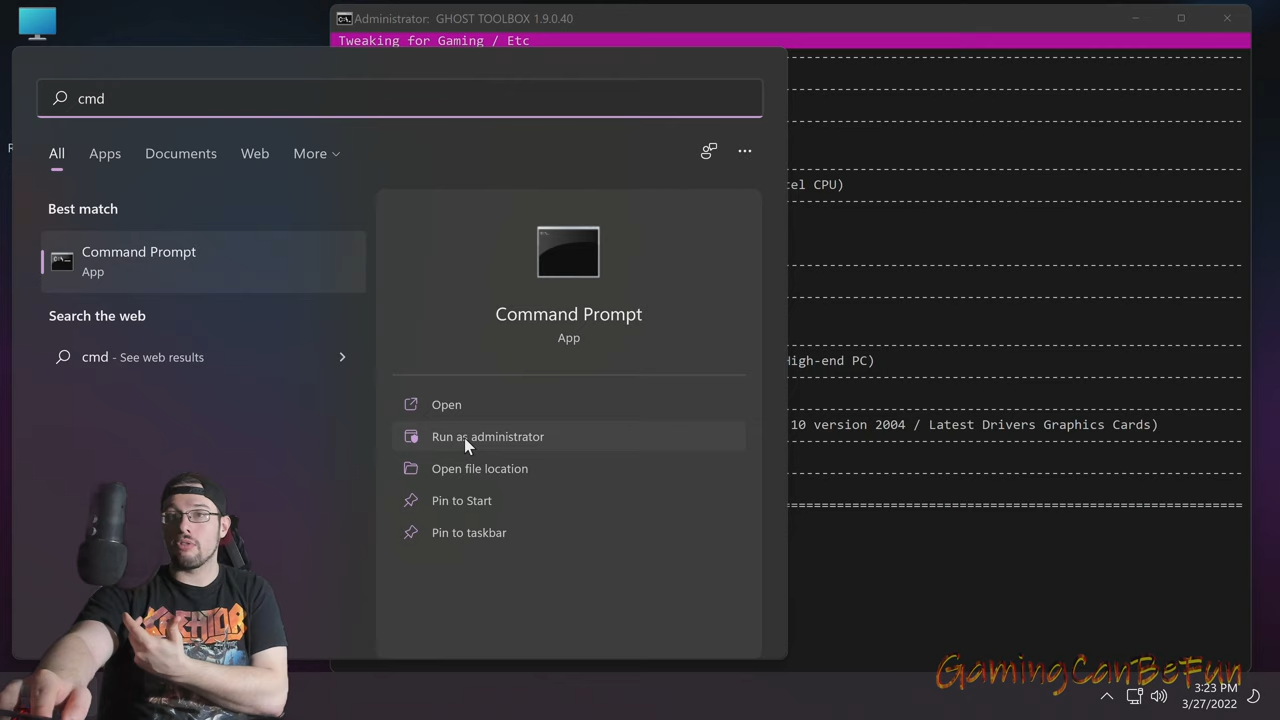 Administrator: GHOST TOOLBOX 1.9.0.40
Tweaking for Gaming / Etc
cmd
All Apps Documents Web More
Best match
Command Prompt
App
Search the web
cmd - See web results
Command Prompt
App
Open
Run as administrator
Open file location
Pin to Start
Pin to taskbar
CPU)
High-end PC)
10 version 2004 / Latest Drivers Graphics Cards)
KREATOR
GamingCanBeFun
3:23 PM
3/27/2022